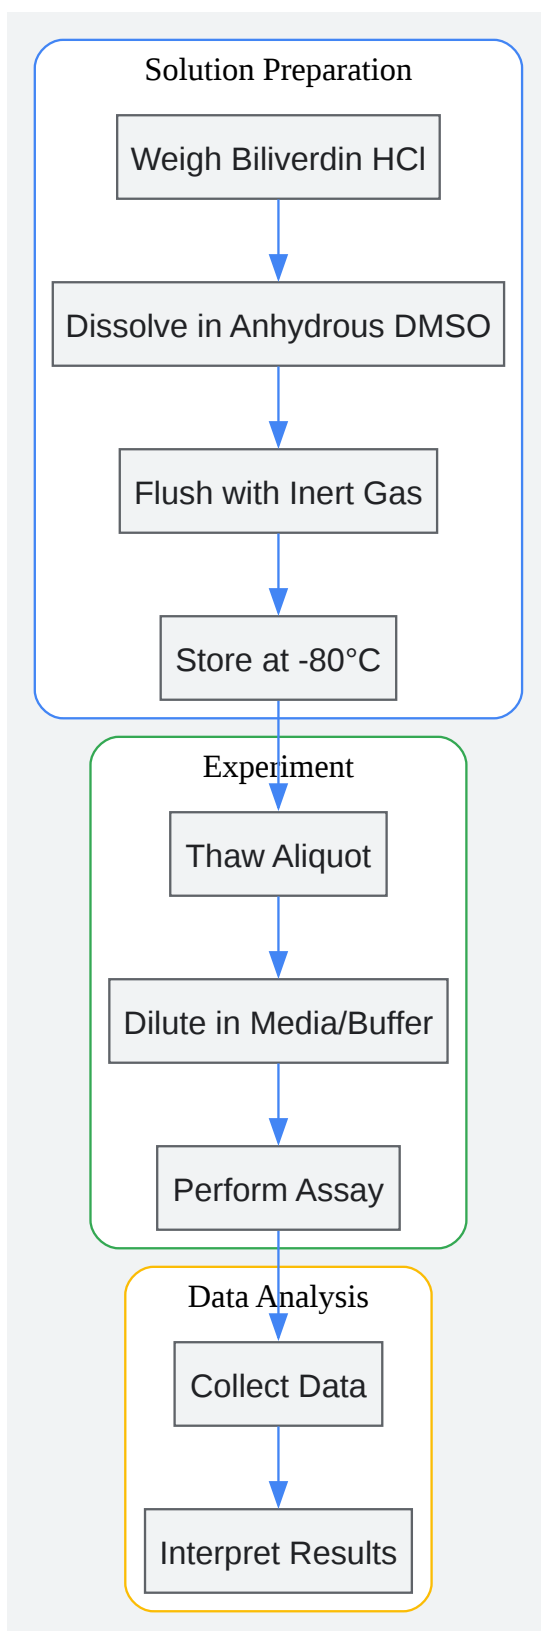 Solution Preparation
Weigh Biliverdin HCl
Dissolve in Anhydrous DMSO
Flush with Inert Gas
Store at -80°C
Experiment
Thaw Aliquot
Dilute in Media/Buffer
Perform Assay
Data Analysis
Collect Data
Interpret Results